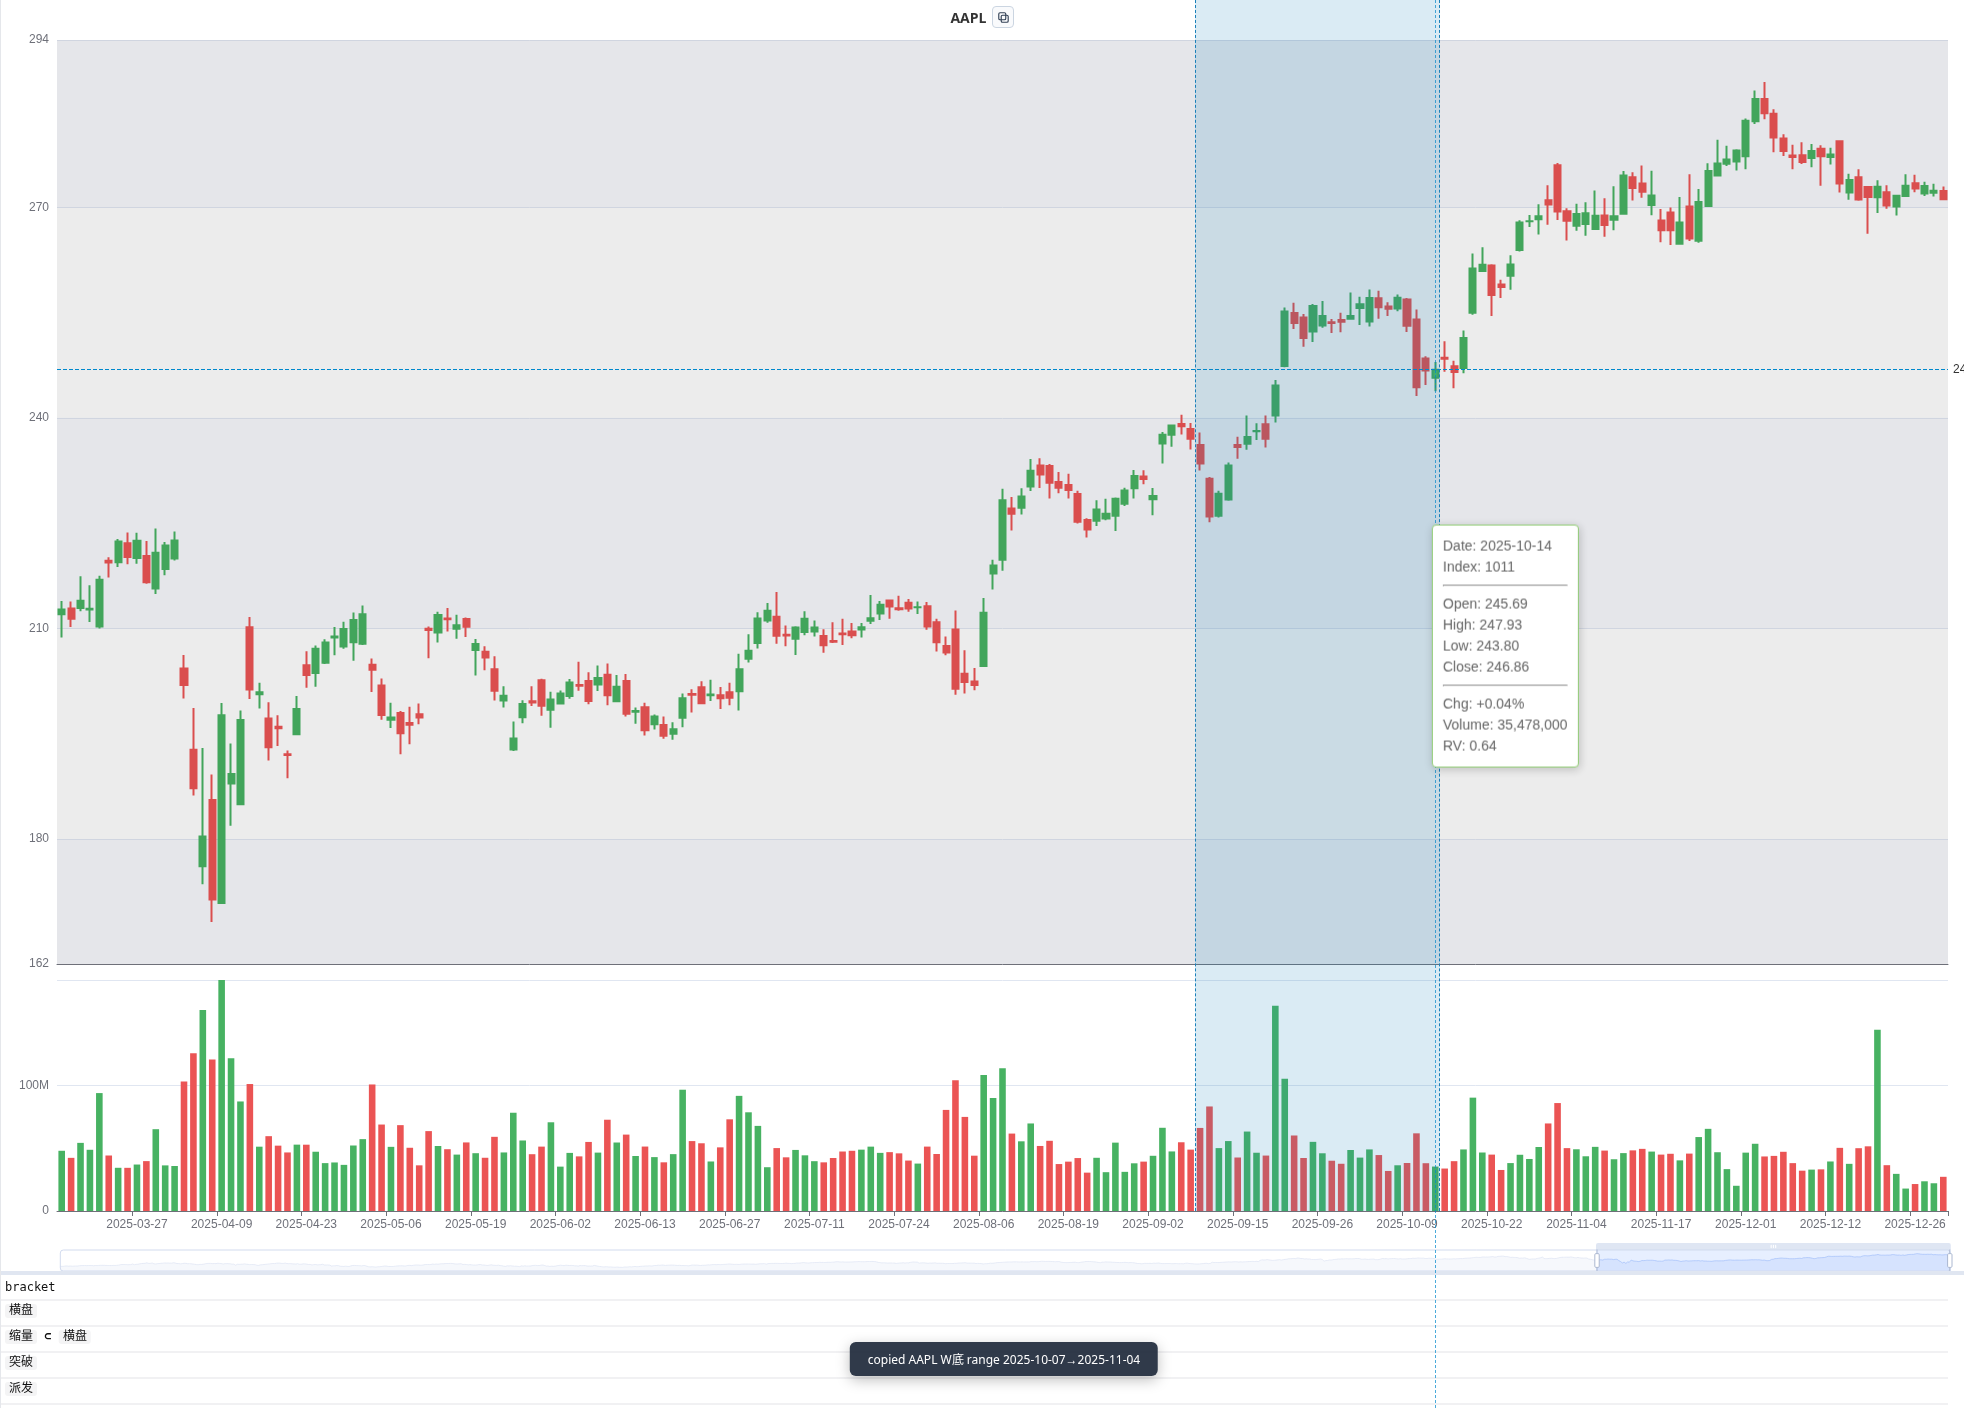 AAPL
294
270
240
210
180
162
24
Date: 2025-10-14
Index: 1011
Open: 245.69
High: 247.93
Low: 243.80
Close: 246.86
Chg: +0.04%
Volume: 35,478,000
RV: 0.64
100M
0
2025-03-27 2025-04-09 2025-04-23 2025-05-06 2025-05-19 2025-06-02 2025-06-13 2025-06-27 2025-07-11 2025-07-24 2025-08-06 2025-08-19 2025-09-02 2025-09-15 2025-09-26 2025-10-09 2025-10-22 2025-11-04 2025-11-17 2025-12-01 2025-12-12 2025-12-26
bracket
横盘
缩量 ⊂ 横盘
突破
copied AAPL W底 range 2025-10-07→2025-11-04
派发